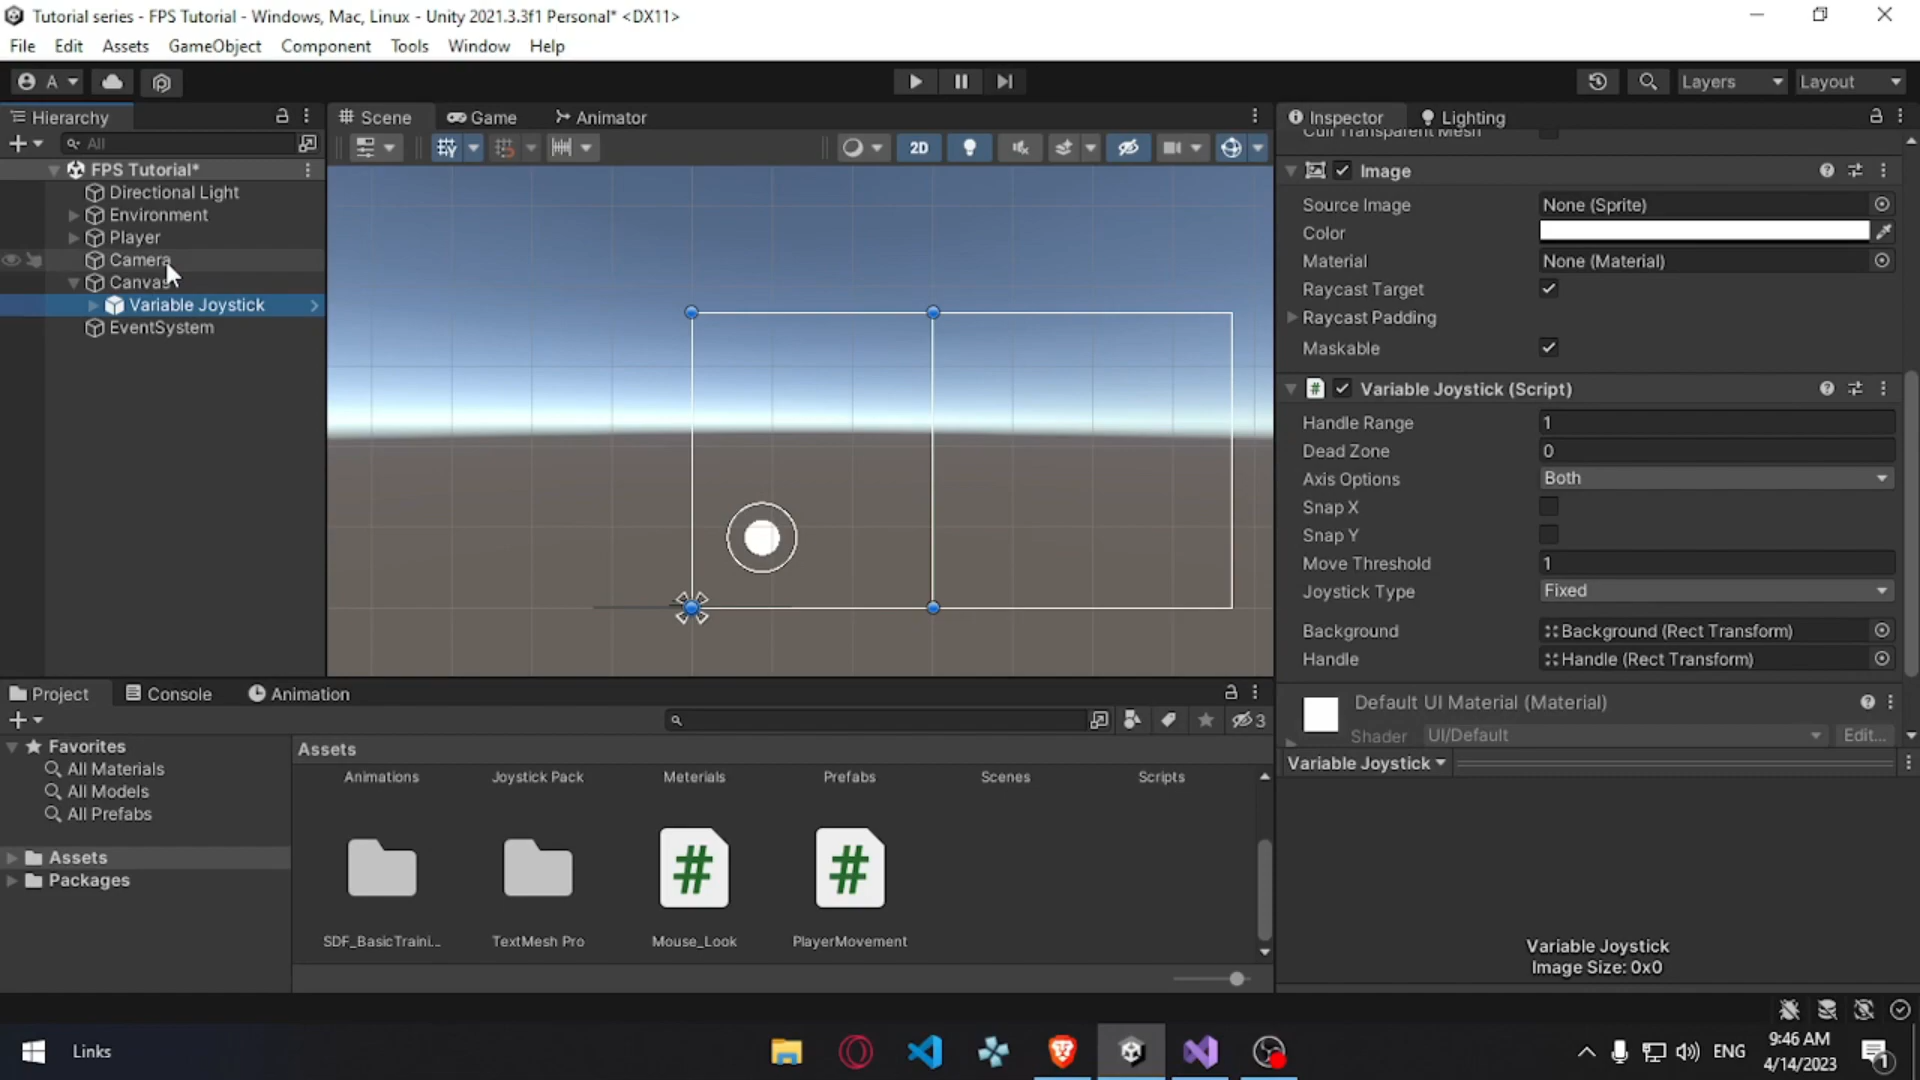 Tutorial series - FPS Tutorial - Windows, Mac, Linux - Unity 2021.3.3f1 Personal* <DX11>
File Edit Assets GameObject Component Tools Window Help
A Layers Layout
Hierarchy
All
FPS Tutorial*
Directional Light
Environment
Player
Camera
Canvas
Variable Joystick
EventSystem
Scene Game Animator
2D
Inspector Lighting
Cull Transparent Mesh
Image
Source Image None (Sprite)
Color
Material None (Material)
Raycast Target
Raycast Padding
Maskable
# Variable Joystick (Script)
Handle Range 1
Dead Zone 0
Axis Options Both
Snap X
Snap Y
Move Threshold 1
Joystick Type Fixed
Background Background (Rect Transform)
Handle Handle (Rect Transform)
Default UI Material (Material)
Shader UI/Default Edit...
Variable Joystick
Variable Joystick
Image Size: 0x0
Project Console Animation
3
Favorites
All Materials
All Models
All Prefabs
Assets
Packages
Assets
Animations Joystick Pack Meterials Prefabs Scenes Scripts
# #
SDF_BasicTraini... TextMesh Pro Mouse_Look PlayerMovement
Links
ENG
9:46 AM
4/14/2023
1